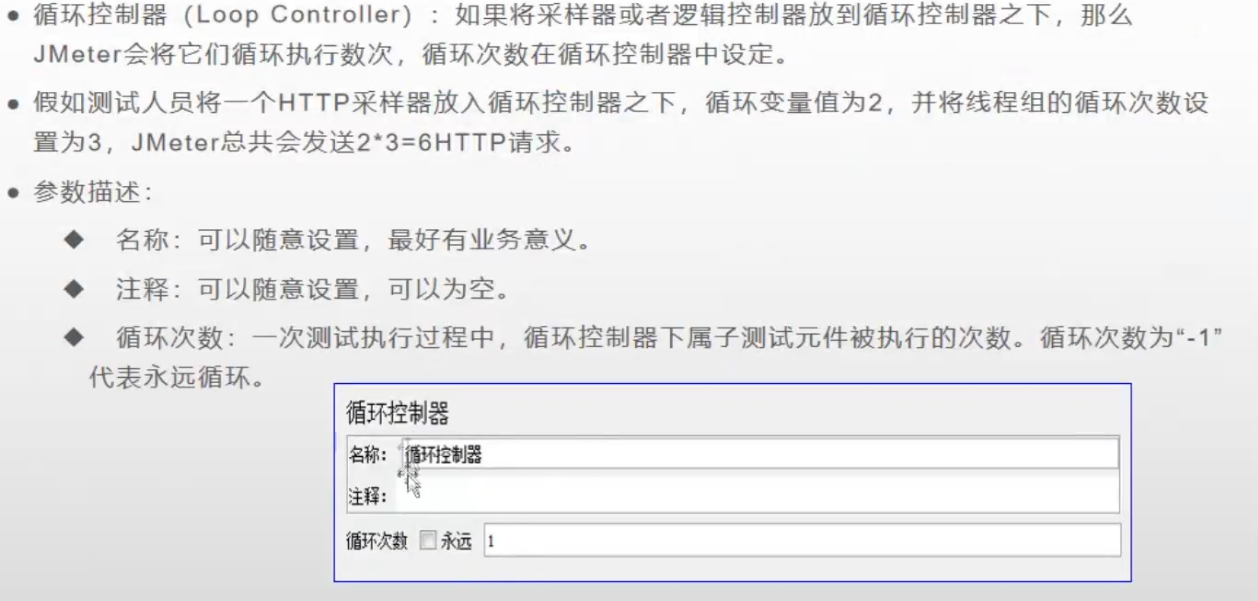 ● 循环控制器（Loop Controller）：如果将采样器或者逻辑控制器放到循环控制器之下，那么
JMeter会将它们循环执行数次，循环次数在循环控制器中设定。
● 假如测试人员将一个HTTP采样器放入循环控制器之下，循环变量值为2，并将线程组的循环次数设
置为3，JMeter总共会发送2*3=6HTTP请求。
● 参数描述：
◆ 名称：可以随意设置，最好有业务意义。
◆ 注释：可以随意设置，可以为空。
◆ 循环次数：一次测试执行过程中，循环控制器下属子测试元件被执行的次数。循环次数为“-1”
代表永远循环。
循环控制器
名称： 循环控制器
注释：
循环次数 永远 1